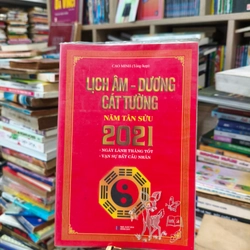 CAO MINH (Tổng hợp)
LỊCH ÂM - DƯƠNG
CÁT TƯỜNG
NĂM TÂN SỬU
2021
• NGÀY LÀNH THÁNG TỐT
• VẠN SỰ BẤT CẦU NHÂN